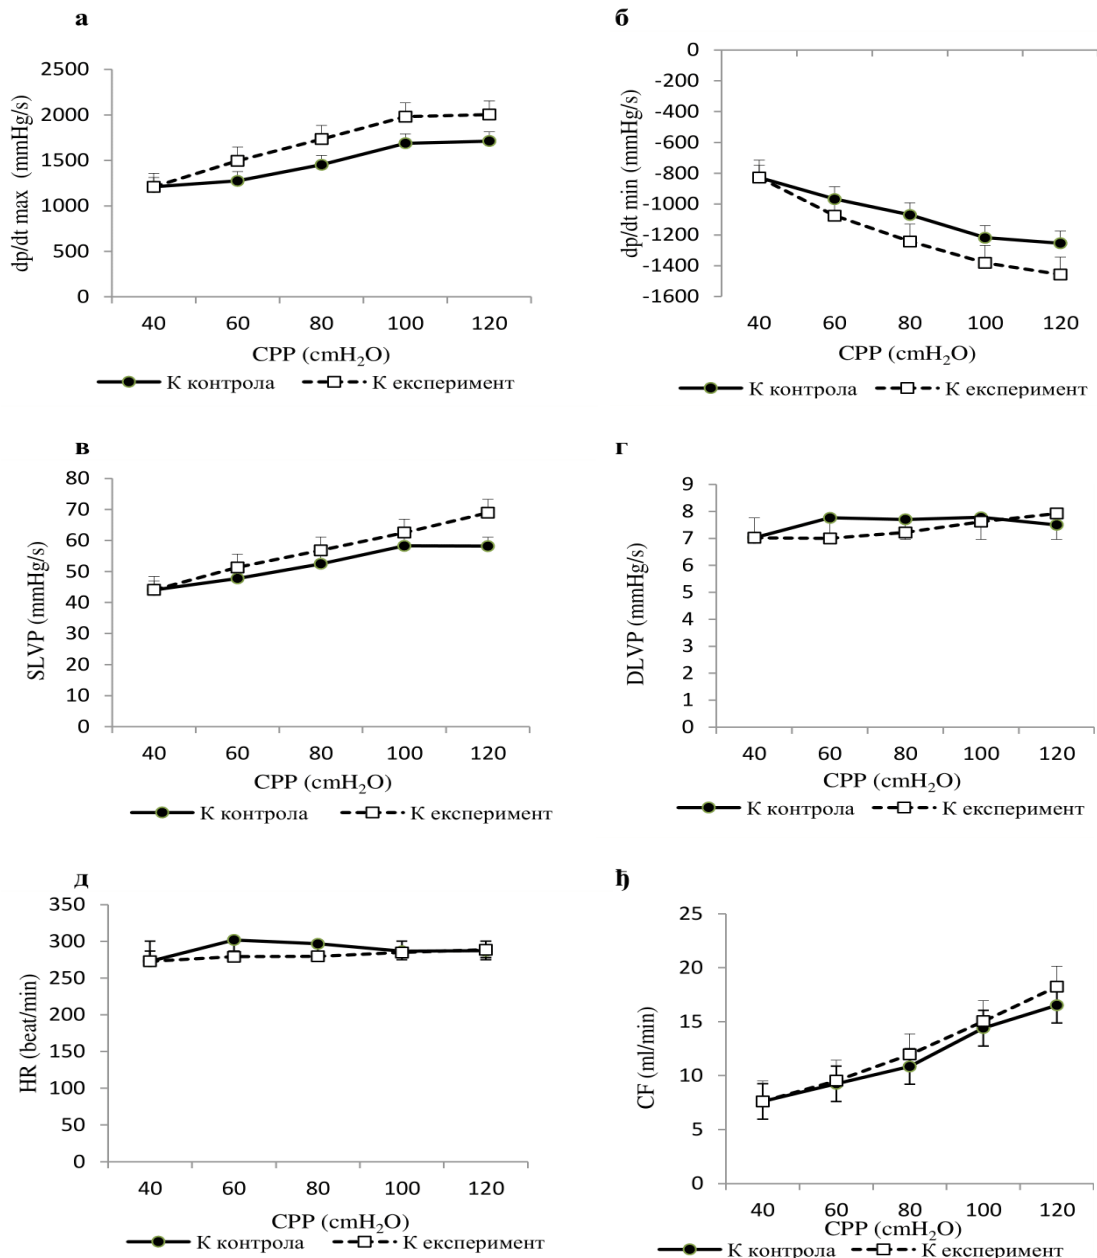 а
2500
2000
1500
1000
500
0
dp/dt max (mmHg/s)
40 60 80 100 120
CPP (cmH₂O)
К контрола К експеримент
б
0
-200
-400
-600
-800
-1000
-1200
-1400
-1600
dp/dt min (mmHg/s)
40 60 80 100 120
CPP (cmH₂O)
К контрола К експеримент
в
80
70
60
50
40
30
20
10
0
SLVP (mmHg/s)
40 60 80 100 120
CPP (cmH₂O)
К контрола К експеримент
г
9
8
7
6
5
4
3
2
1
0
DLVP (mmHg/s)
40 60 80 100 120
CPP (cmH₂O)
К контрола К експеримент
д
350
300
250
200
150
100
50
0
HR (beat/min)
40 60 80 100 120
CPP (cmH₂O)
К контрола К експеримент
ђ
25
20
15
10
5
0
CF (ml/min)
40 60 80 100 120
CPP (cmH₂O)
К контрола К експеримент